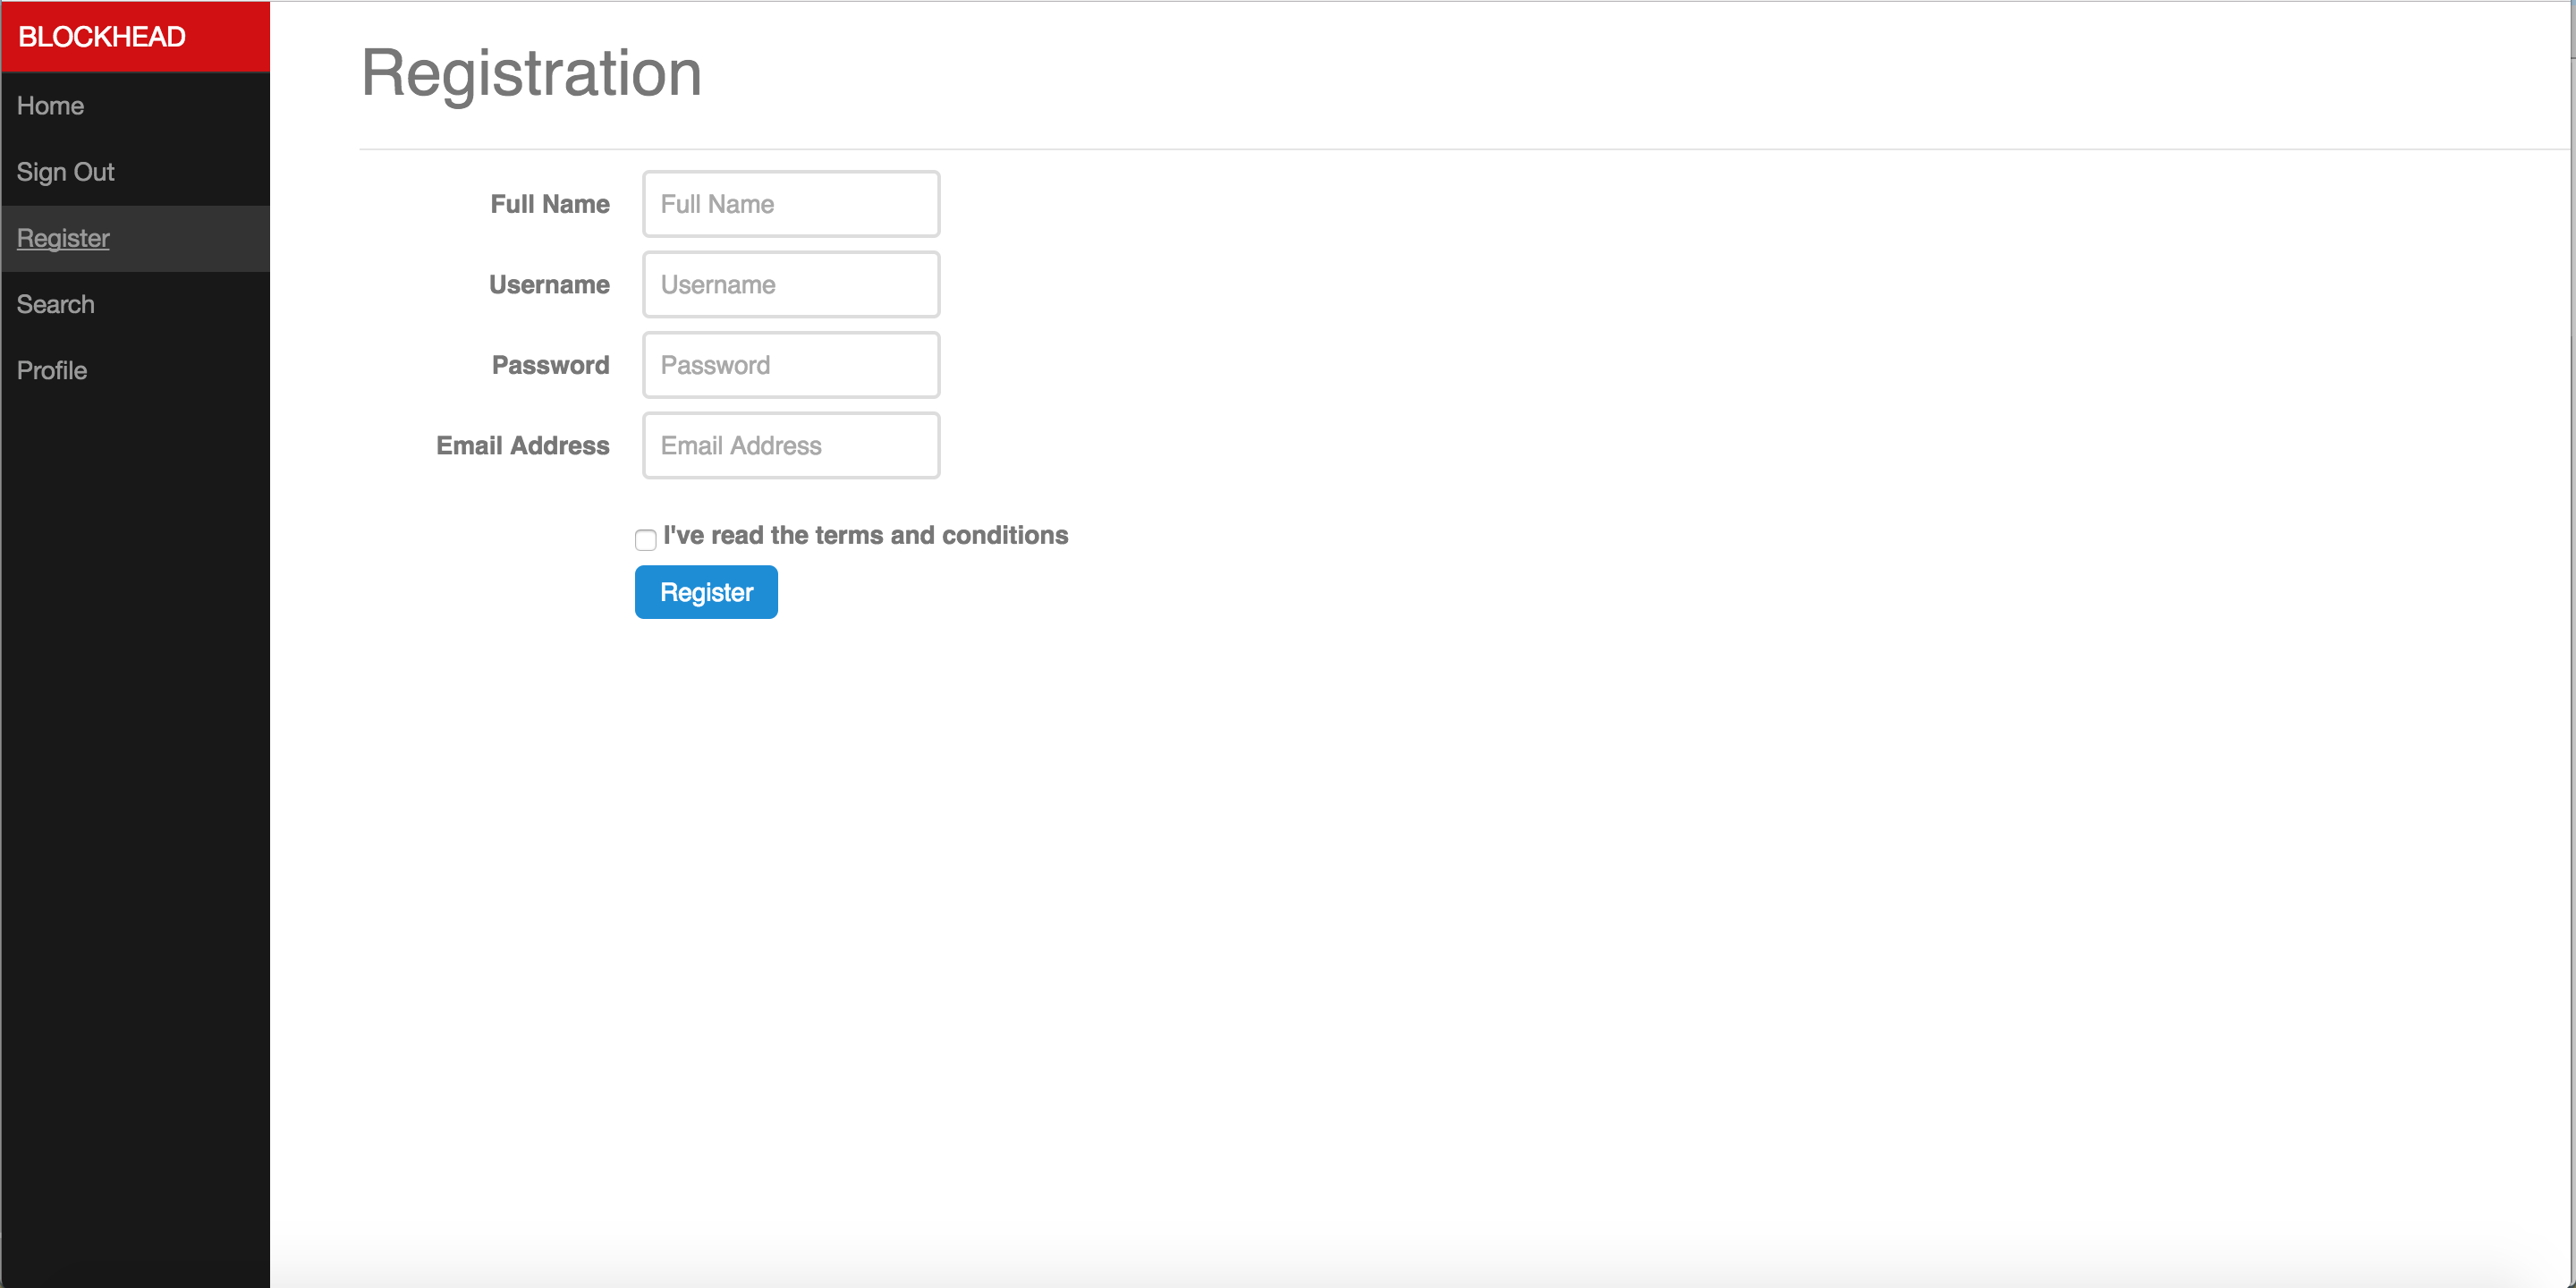 BLOCKHEAD
Home
Sign Out
Register
Search
Profile
Registration
Full Name Full Name
Username Username
Password Password
Email Address Email Address
I've read the terms and conditions
Register